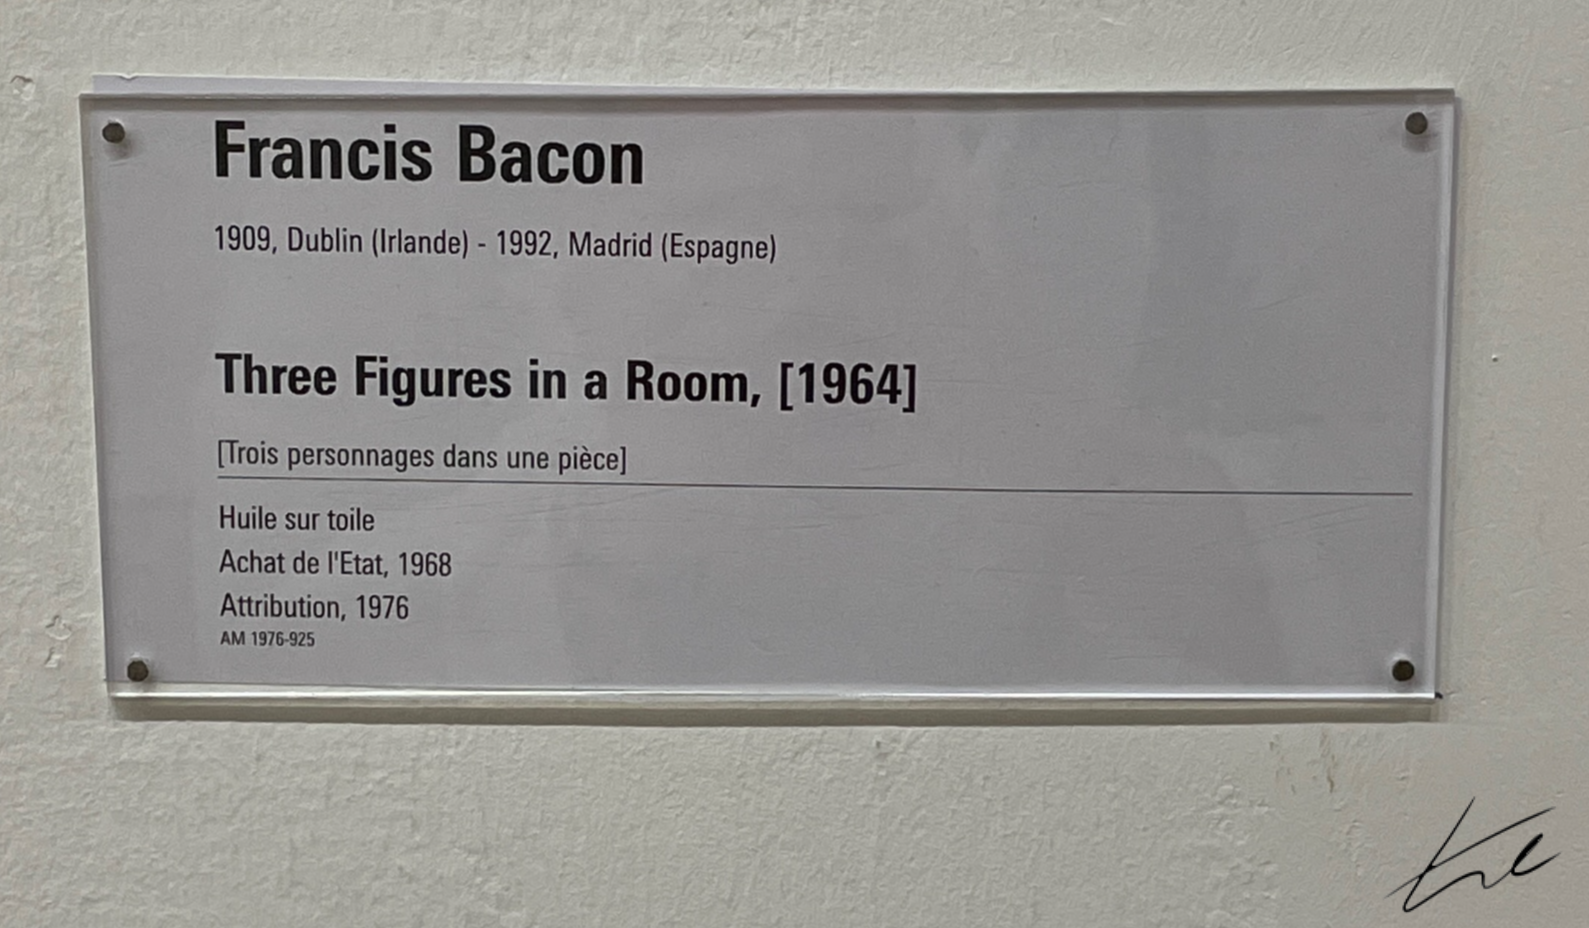 Francis Bacon
1909, Dublin (Irlande) - 1992, Madrid (Espagne)
Three Figures in a Room, [1964]
[Trois personnages dans une pièce]
Huile sur toile
Achat de l'Etat, 1968
Attribution, 1976
AM 1976-925